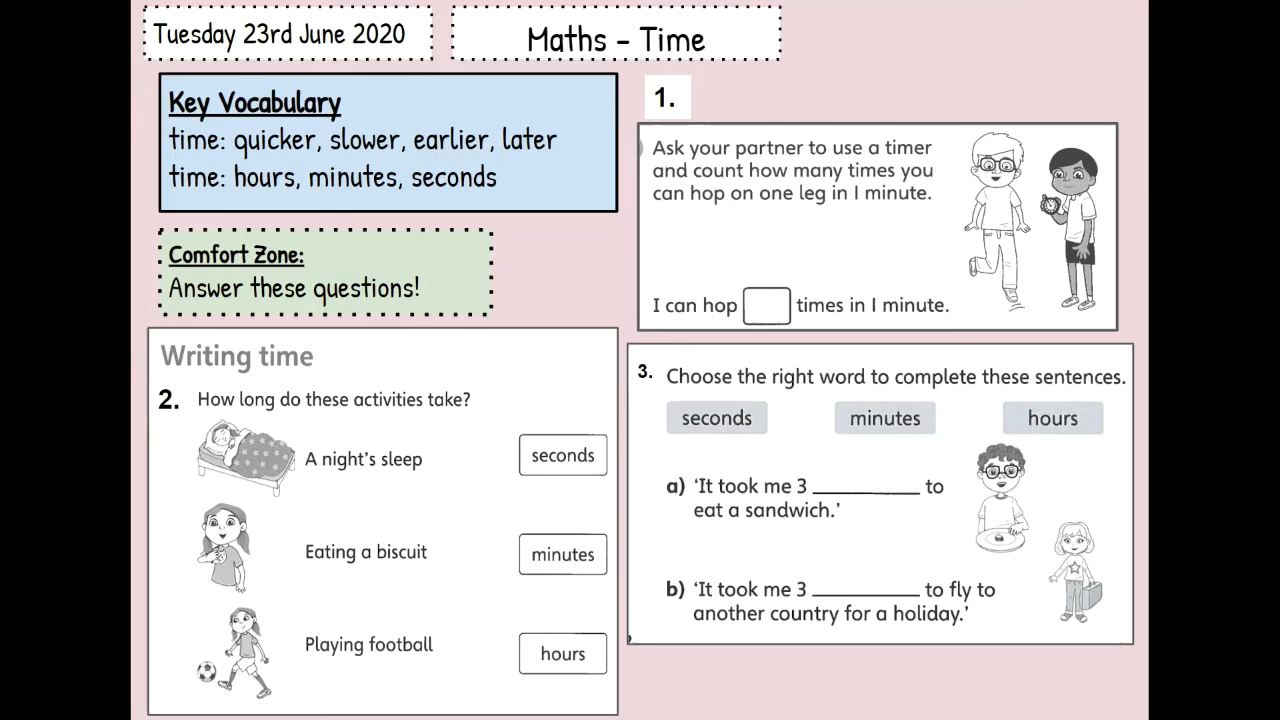 Tuesday 23rd June 2020
Maths - Time
Key Vocabulary
time: quicker, slower, earlier, later
time: hours, minutes, seconds
Comfort Zone:
Answer these questions!
1.
Ask your partner to use a timer
and count how many times you
can hop on one leg in 1 minute.
I can hop
times in 1 minute.
Writing time
2. How long do these activities take?
A night's sleep
seconds
Eating a biscuit
minutes
Playing football
hours
3. Choose the right word to complete these sentences.
seconds minutes hours
a) 'It took me 3 __________ to
eat a sandwich.'
b) 'It took me 3 __________ to fly to
another country for a holiday.'